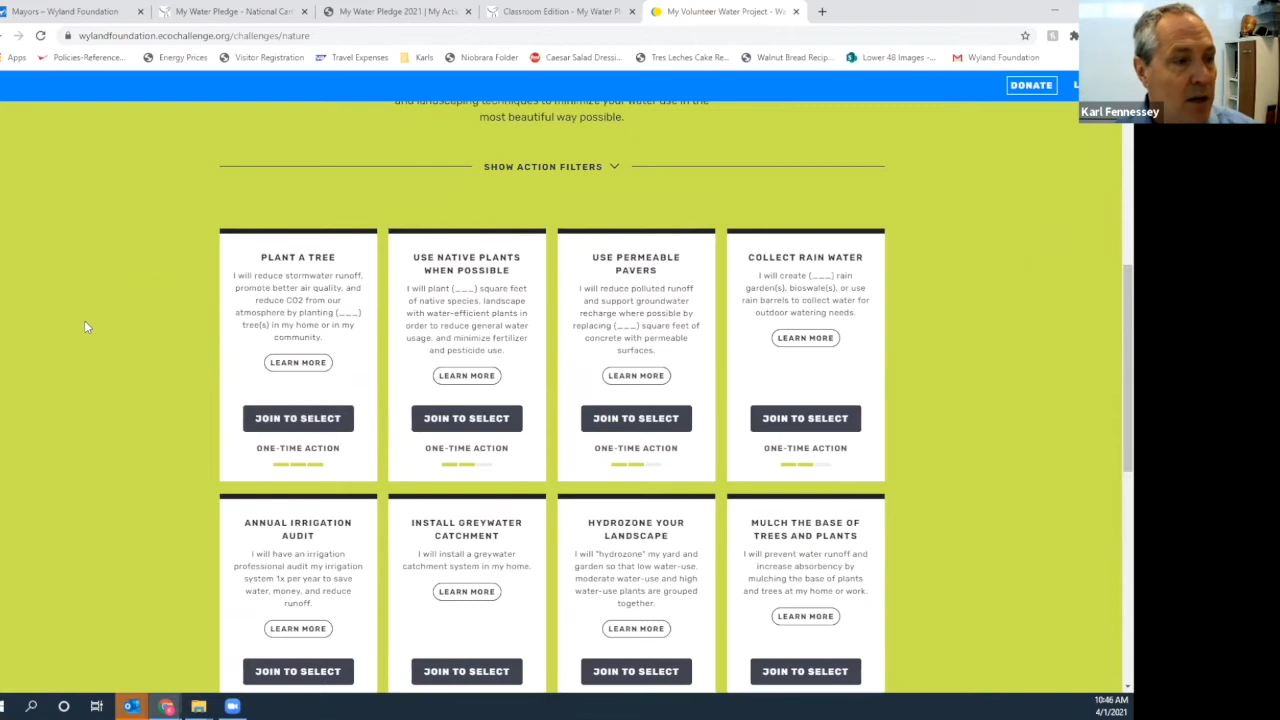 Mayors – Wyland Foundation
My Water Pledge - National Car
My Water Pledge 2021 | My Acti
Classroom Edition - My Water Pl
My Volunteer Water Project - W
wylandfoundation.ecochallenge.org/challenges/nature
Apps
Policies-Reference...
Energy Prices
Visitor Registration
Travel Expenses
Karls
Niobrara Folder
Caesar Salad Dressi...
Tres Leches Cake Re...
Walnut Bread Recip...
Lower 48 Images -...
Wyland Foundation
DONATE
Karl Fennessey
and landscaping techniques to minimize your water use in the
most beautiful way possible.
SHOW ACTION FILTERS
PLANT A TREE
I will reduce stormwater runoff,
promote better air quality, and
reduce CO2 from our
atmosphere by planting (___)
tree(s) in my home or in my
community.
LEARN MORE
JOIN TO SELECT
ONE-TIME ACTION
USE NATIVE PLANTS
WHEN POSSIBLE
I will plant (___) square feet
of native species, landscape
with water-efficient plants in
order to reduce general water
usage, and minimize fertilizer
and pesticide use.
LEARN MORE
JOIN TO SELECT
ONE-TIME ACTION
USE PERMEABLE
PAVERS
I will reduce polluted runoff
and support groundwater
recharge where possible by
replacing (___) square feet of
concrete with permeable
surfaces.
LEARN MORE
JOIN TO SELECT
ONE-TIME ACTION
COLLECT RAIN WATER
I will create (___) rain
garden(s), bioswale(s), or use
rain barrels to collect water for
outdoor watering needs.
LEARN MORE
JOIN TO SELECT
ONE-TIME ACTION
ANNUAL IRRIGATION
AUDIT
I will have an irrigation
professional audit my irrigation
system 1x per year to save
water, money, and reduce
runoff.
LEARN MORE
JOIN TO SELECT
INSTALL GREYWATER
CATCHMENT
I will install a greywater
catchment system in my home.
LEARN MORE
JOIN TO SELECT
HYDROZONE YOUR
LANDSCAPE
I will "hydrozone" my yard and
garden so that low water-use,
moderate water-use and high
water-use plants are grouped
together.
LEARN MORE
JOIN TO SELECT
MULCH THE BASE OF
TREES AND PLANTS
I will prevent water runoff and
increase absorbency by
mulching the base of plants
and trees at my home or work.
LEARN MORE
JOIN TO SELECT
10:46 AM
4/1/2021